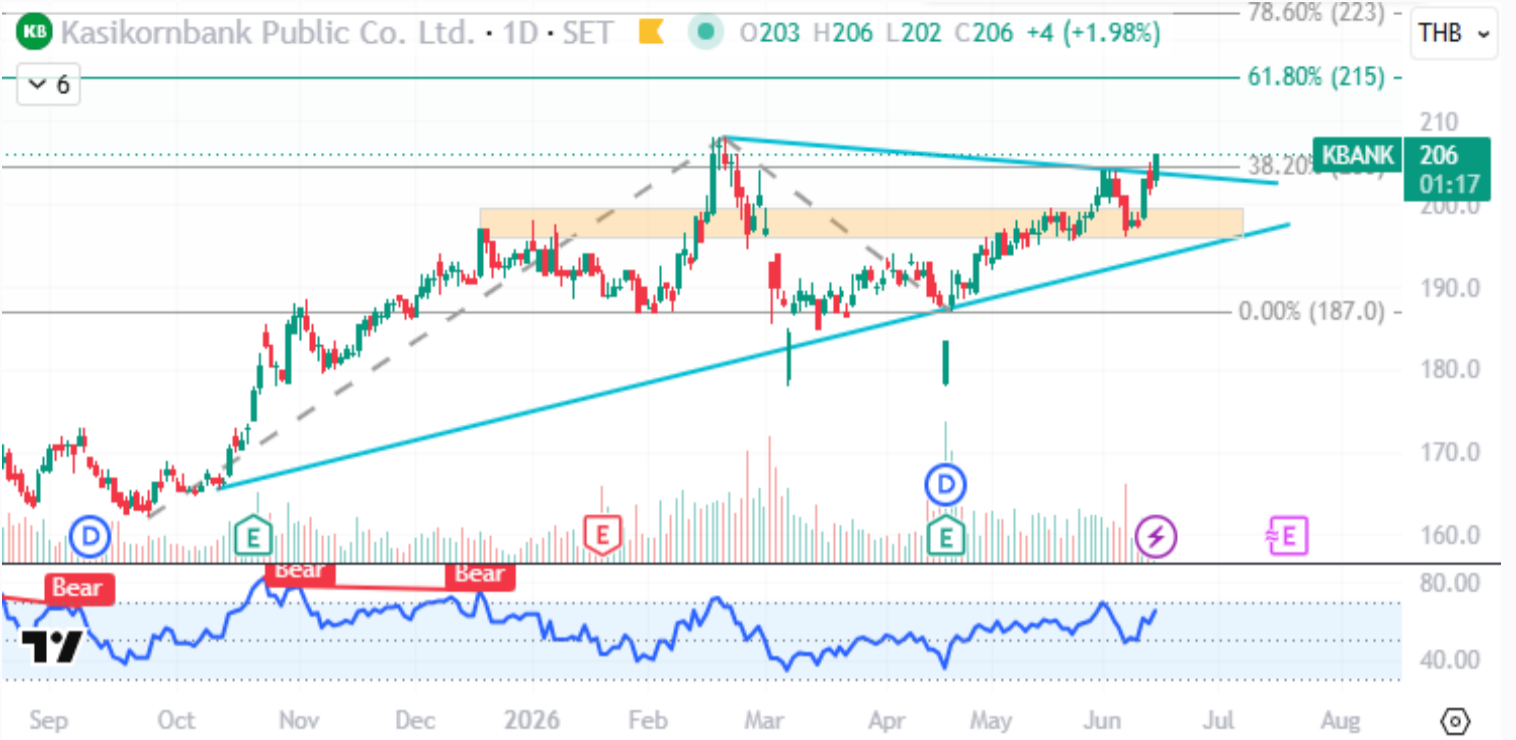 78.60% (223)
KB Kasikornbank Public Co. Ltd. · 1D · SET O203 H206 L202 C206 +4 (+1.98%)
THB
6
61.80% (215)
210
KBANK 206
38.20%
01:17
200.0
190.0
0.00% (187.0)
180.0
170.0
D
160.0
D E E E E
Bear Bear Bear
80.00
40.00
Sep Oct Nov Dec 2026 Feb Mar Apr May Jun Jul Aug